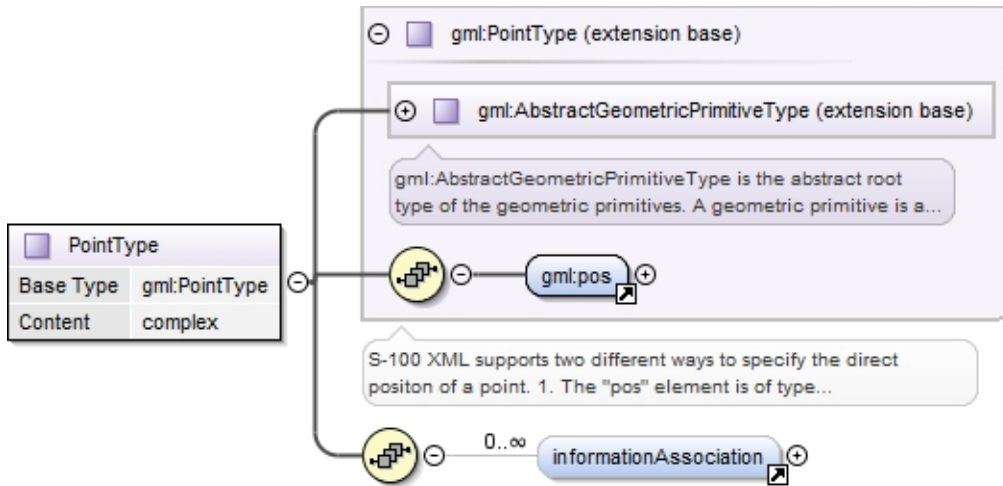 gml:PointType (extension base)
gml:AbstractGeometricPrimitiveType (extension base)
gml:AbstractGeometricPrimitiveType is the abstract root
type of the geometric primitives. A geometric primitive is a...
PointType
Base Type gml:PointType
Content complex
gml:pos
S-100 XML supports two different ways to specify the direct
positon of a point. 1. The "pos" element is of type...
0..∞
informationAssociation